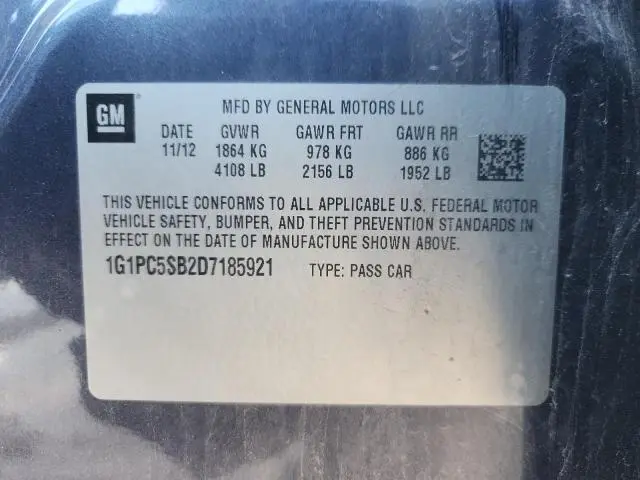 GM
MFD BY GENERAL MOTORS LLC
DATE GVWR GAWR FRT GAWR RR
11/12 1864 KG 978 KG 886 KG
4108 LB 2156 LB 1952 LB
THIS VEHICLE CONFORMS TO ALL APPLICABLE U.S. FEDERAL MOTOR
VEHICLE SAFETY, BUMPER, AND THEFT PREVENTION STANDARDS IN
EFFECT ON THE DATE OF MANUFACTURE SHOWN ABOVE.
1G1PC5SB2D7185921 TYPE: PASS CAR